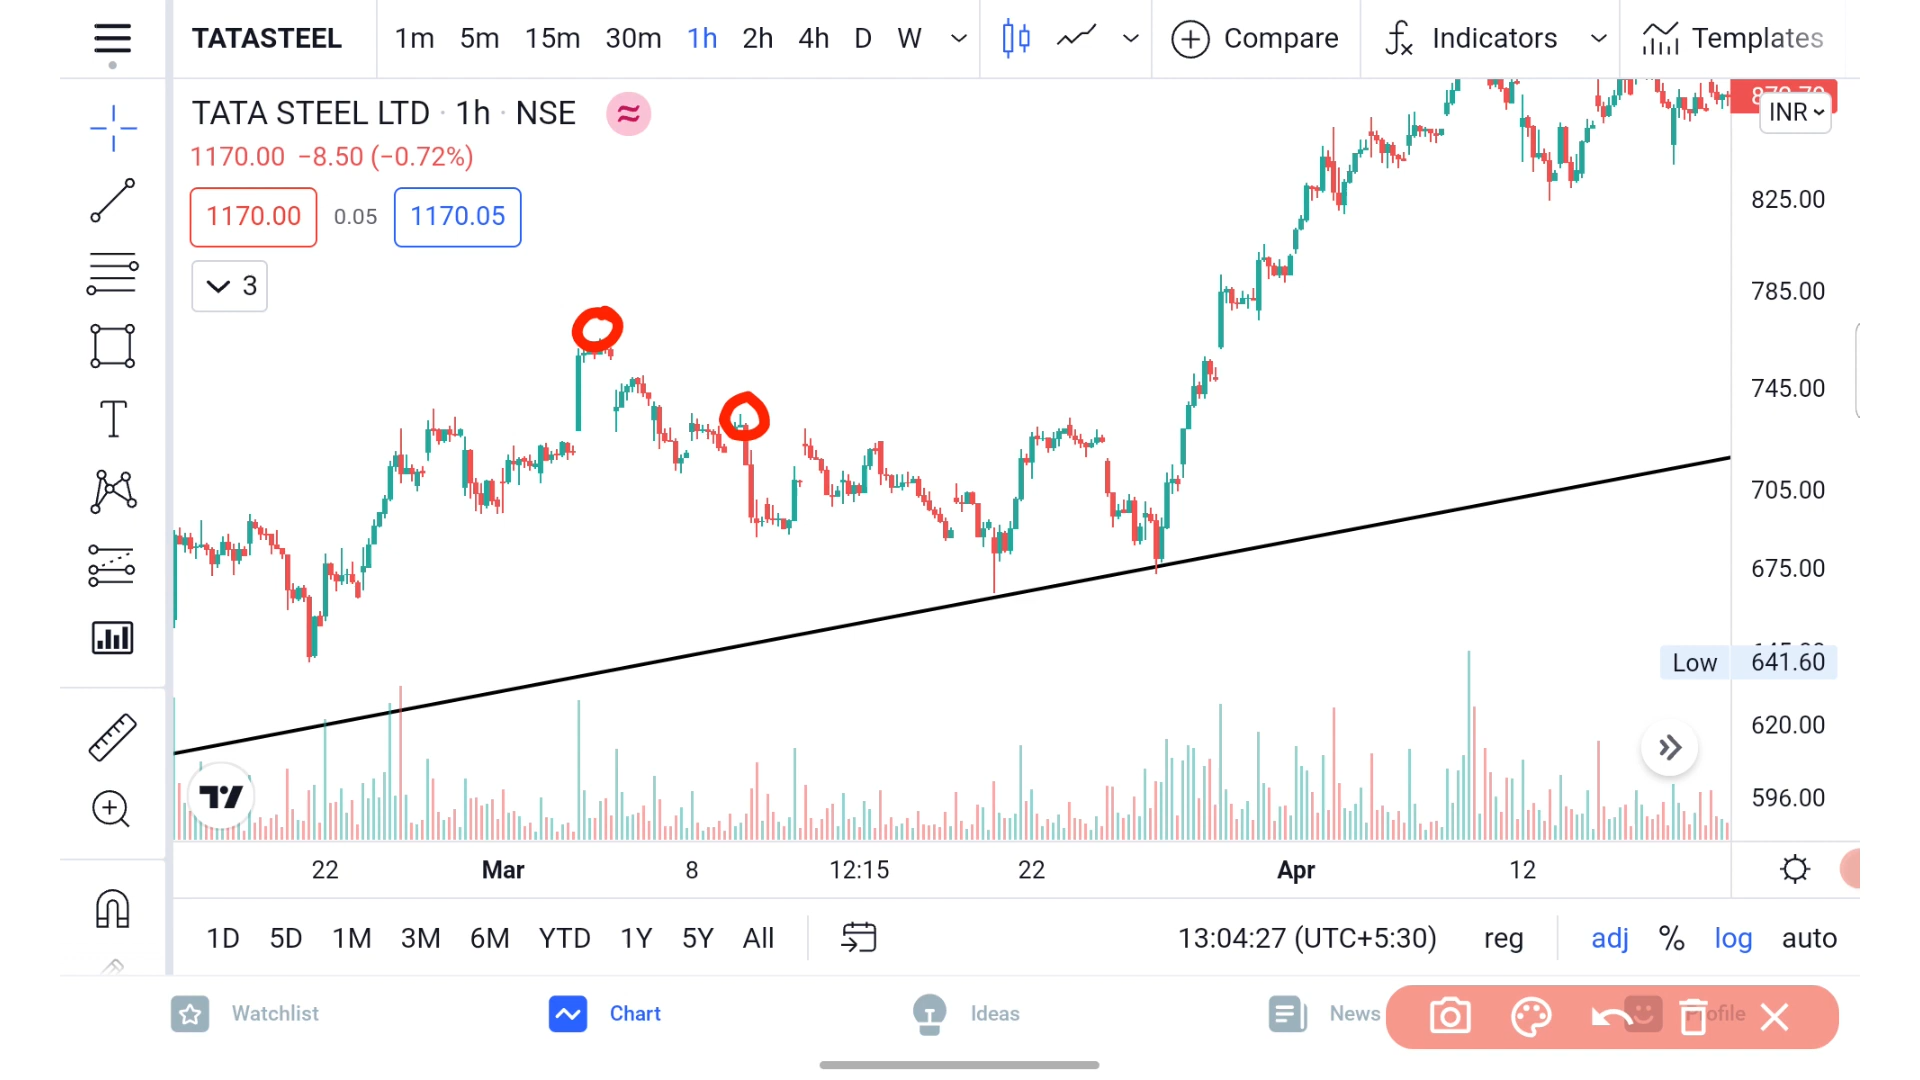 TATASTEEL 1m 5m 15m 30m 1h 2h 4h D W Compare Indicators Templates
TATA STEEL LTD · 1h · NSE
INR
1170.00 −8.50 (−0.72%)
1170.00 0.05 1170.05
3
825.00
785.00
745.00
705.00
675.00
Low 641.60
620.00
596.00
22 Mar 8 12:15 22 Apr 12
1D 5D 1M 3M 6M YTD 1Y 5Y All 13:04:27 (UTC+5:30) reg adj % log auto
Watchlist Chart Ideas News